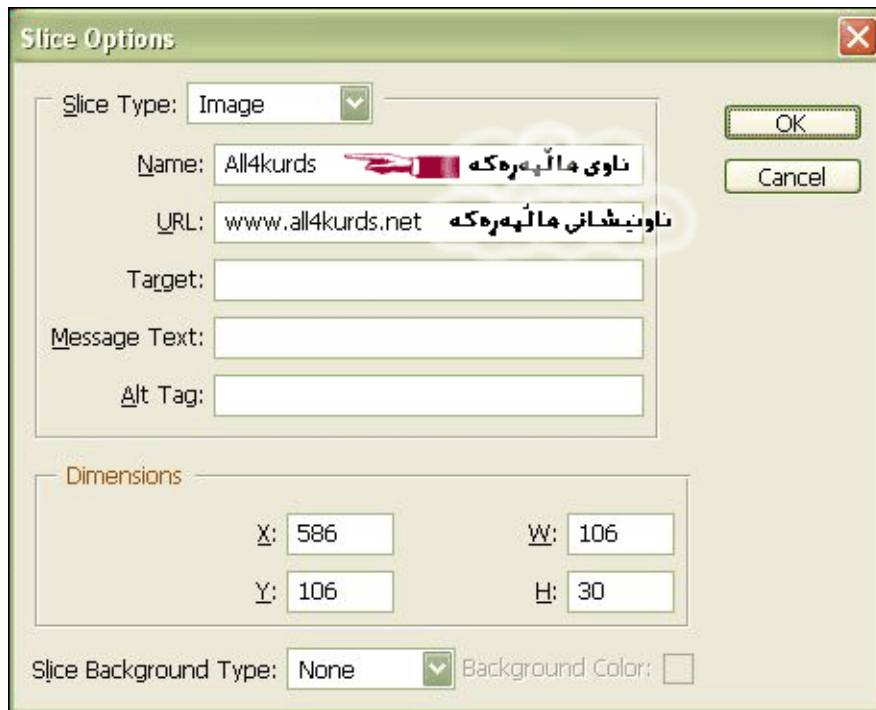 Slice Options
Slice Type: Image
OK
Name: All4kurds ناوی ماڵپەڕەکە
Cancel
URL: www.all4kurds.net ناونیشانی ماڵپەڕەکە
Target:
Message Text:
Alt Tag:
Dimensions
X: 586 W: 106
Y: 106 H: 30
Slice Background Type: None Background Color: